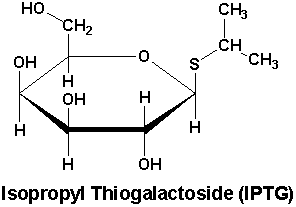 HO
CH2
CH3
CH
OH
O
S
CH3
H
OH
H
H
H
H
OH
Isopropyl Thiogalactoside (IPTG)